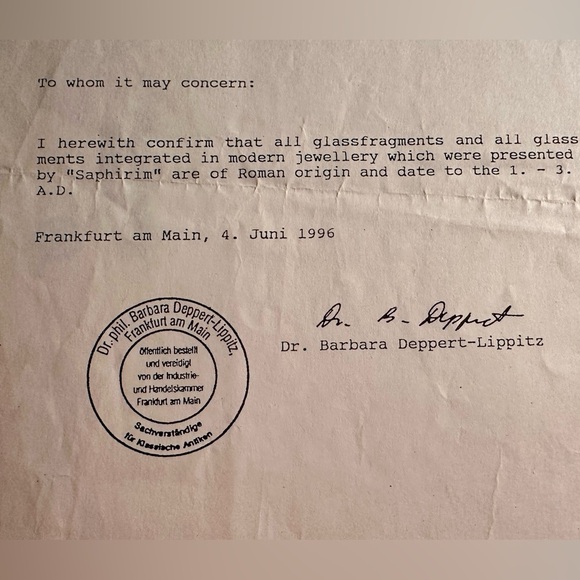 To whom it may concern:
I herewith confirm that all glassfragments and all glass
ments integrated in modern jewellery which were presented
by "Saphirim" are of Roman origin and date to the 1. - 3.
A.D.
Frankfurt am Main, 4. Juni 1996
Dr. B. Deppert
Dr. Barbara Deppert-Lippitz
Dr. phil. Barbara Deppert-Lippitz,
Frankfurt am Main
öffentlich bestellt
und vereidigt
von der Industrie-
und Handelskammer
Frankfurt am Main
Sachverständige
für Klassische Antiken